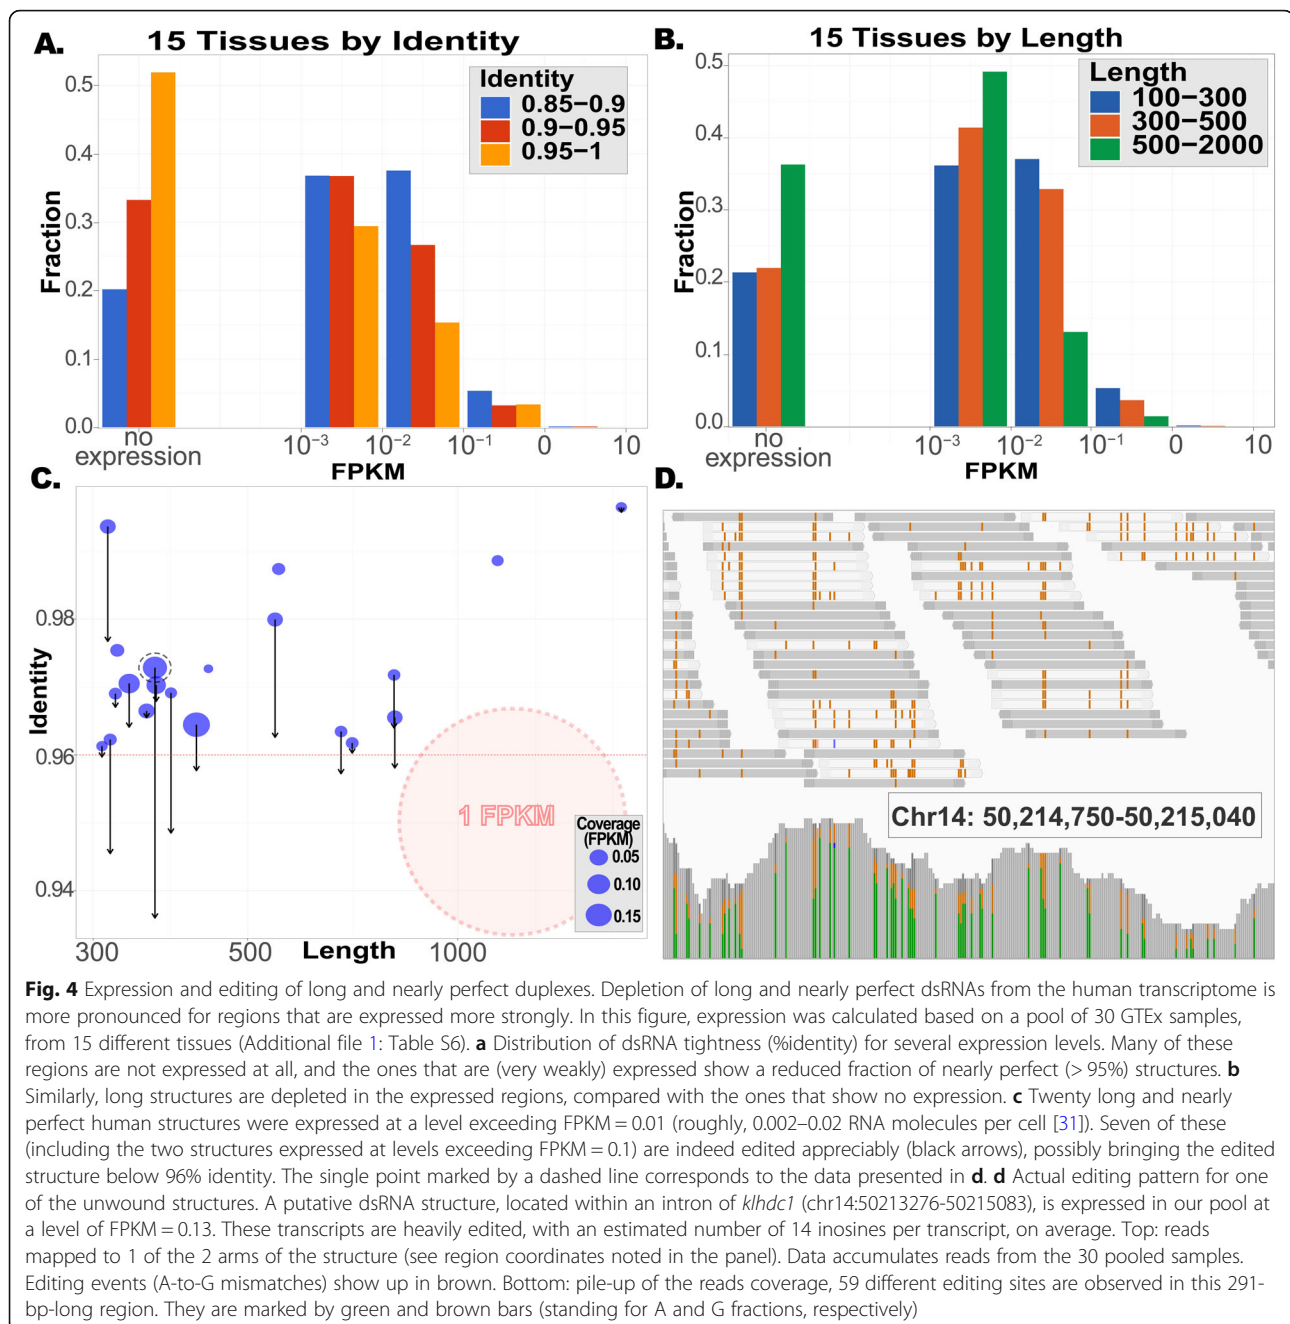 A. 15 Tissues by Identity
Identity
0.85–0.9
0.9–0.95
0.95–1
Fraction
0.5
0.4
0.3
0.2
0.1
0.0
no expression
10⁻³
10⁻²
10⁻¹
0
10
FPKM
B. 15 Tissues by Length
Length
100–300
300–500
500–2000
Fraction
0.5
0.4
0.3
0.2
0.1
0.0
no expression
10⁻³
10⁻²
10⁻¹
0
10
FPKM
C.
Identity
0.98
0.96
0.94
1 FPKM
Coverage
(FPKM)
0.05
0.10
0.15
300
500
1000
Length
D.
Chr14: 50,214,750-50,215,040
Fig. 4 Expression and editing of long and nearly perfect duplexes. Depletion of long and nearly perfect dsRNAs from the human transcriptome is
more pronounced for regions that are expressed more strongly. In this figure, expression was calculated based on a pool of 30 GTEx samples,
from 15 different tissues (Additional file 1: Table S6). a Distribution of dsRNA tightness (%identity) for several expression levels. Many of these
regions are not expressed at all, and the ones that are (very weakly) expressed show a reduced fraction of nearly perfect (> 95%) structures. b
Similarly, long structures are depleted in the expressed regions, compared with the ones that show no expression. c Twenty long and nearly
perfect human structures were expressed at a level exceeding FPKM = 0.01 (roughly, 0.002–0.02 RNA molecules per cell [31]). Seven of these
(including the two structures expressed at levels exceeding FPKM = 0.1) are indeed edited appreciably (black arrows), possibly bringing the edited
structure below 96% identity. The single point marked by a dashed line corresponds to the data presented in d. d Actual editing pattern for one
of the unwound structures. A putative dsRNA structure, located within an intron of klhdc1 (chr14:50213276-50215083), is expressed in our pool at
a level of FPKM = 0.13. These transcripts are heavily edited, with an estimated number of 14 inosines per transcript, on average. Top: reads
mapped to 1 of the 2 arms of the structure (see region coordinates noted in the panel). Data accumulates reads from the 30 pooled samples.
Editing events (A-to-G mismatches) show up in brown. Bottom: pile-up of the reads coverage, 59 different editing sites are observed in this 291-
bp-long region. They are marked by green and brown bars (standing for A and G fractions, respectively)